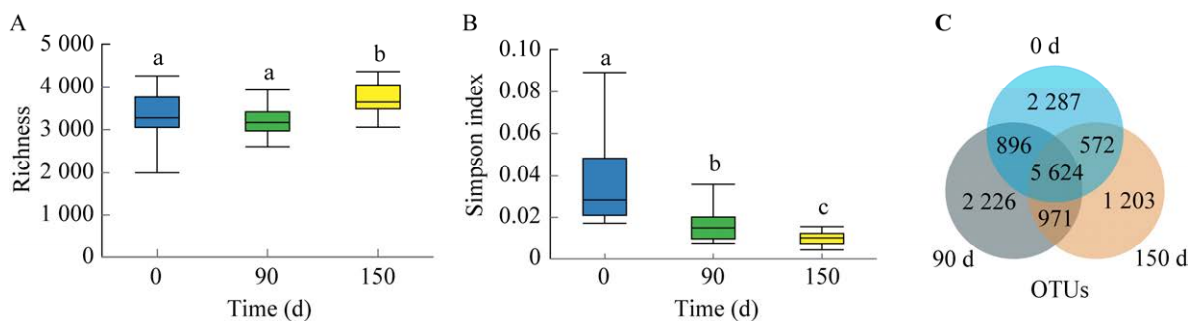 A
5 000
4 000
3 000
2 000
1 000
0
Richness
a
a
b
0
90
150
Time (d)
B
0.10
0.08
0.06
0.04
0.02
0
Simpson index
a
b
c
0
90
150
Time (d)
C
0 d
2 287
896
572
5 624
2 226
971
1 203
90 d
150 d
OTUs